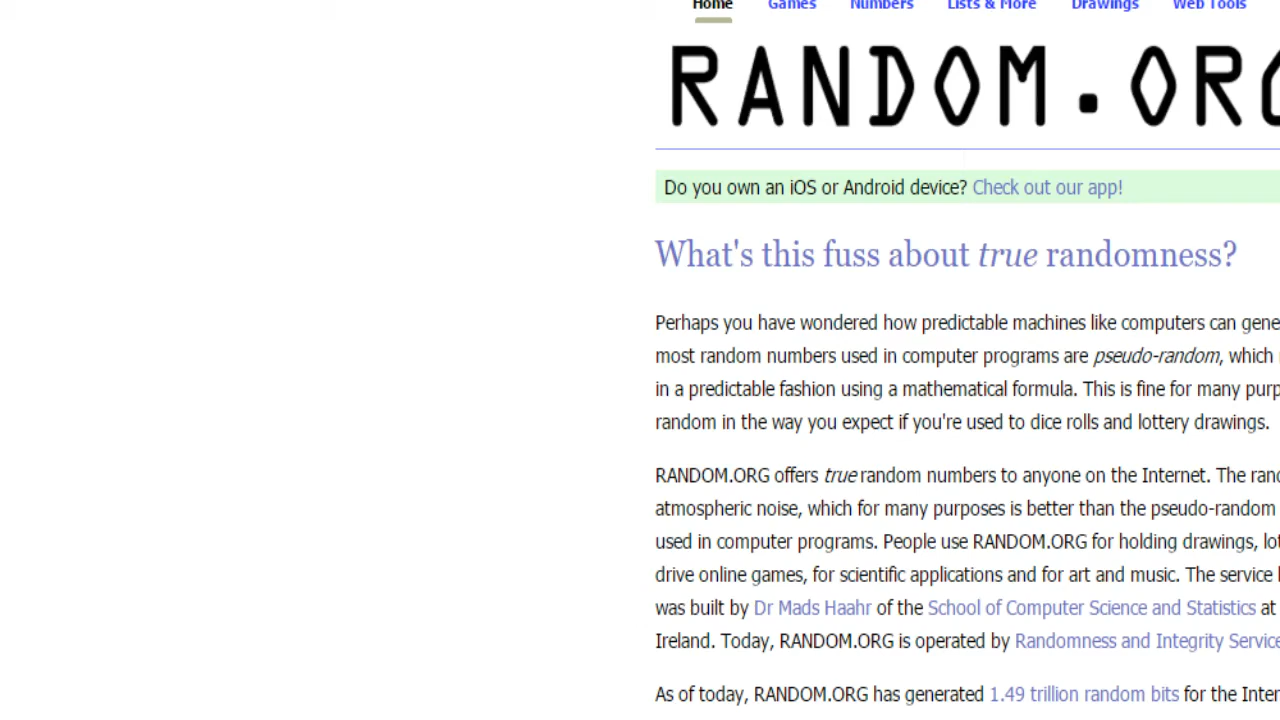 Home Games Numbers Lists & More Drawings Web Tools
RANDOM.ORG
Do you own an iOS or Android device? Check out our app!
What's this fuss about true randomness?
Perhaps you have wondered how predictable machines like computers can gene
most random numbers used in computer programs are pseudo-random, which
in a predictable fashion using a mathematical formula. This is fine for many purp
random in the way you expect if you're used to dice rolls and lottery drawings.
RANDOM.ORG offers true random numbers to anyone on the Internet. The rand
atmospheric noise, which for many purposes is better than the pseudo-random
used in computer programs. People use RANDOM.ORG for holding drawings, lot
drive online games, for scientific applications and for art and music. The service
was built by Dr Mads Haahr of the School of Computer Science and Statistics at
Ireland. Today, RANDOM.ORG is operated by Randomness and Integrity Service
As of today, RANDOM.ORG has generated 1.49 trillion random bits for the Inter